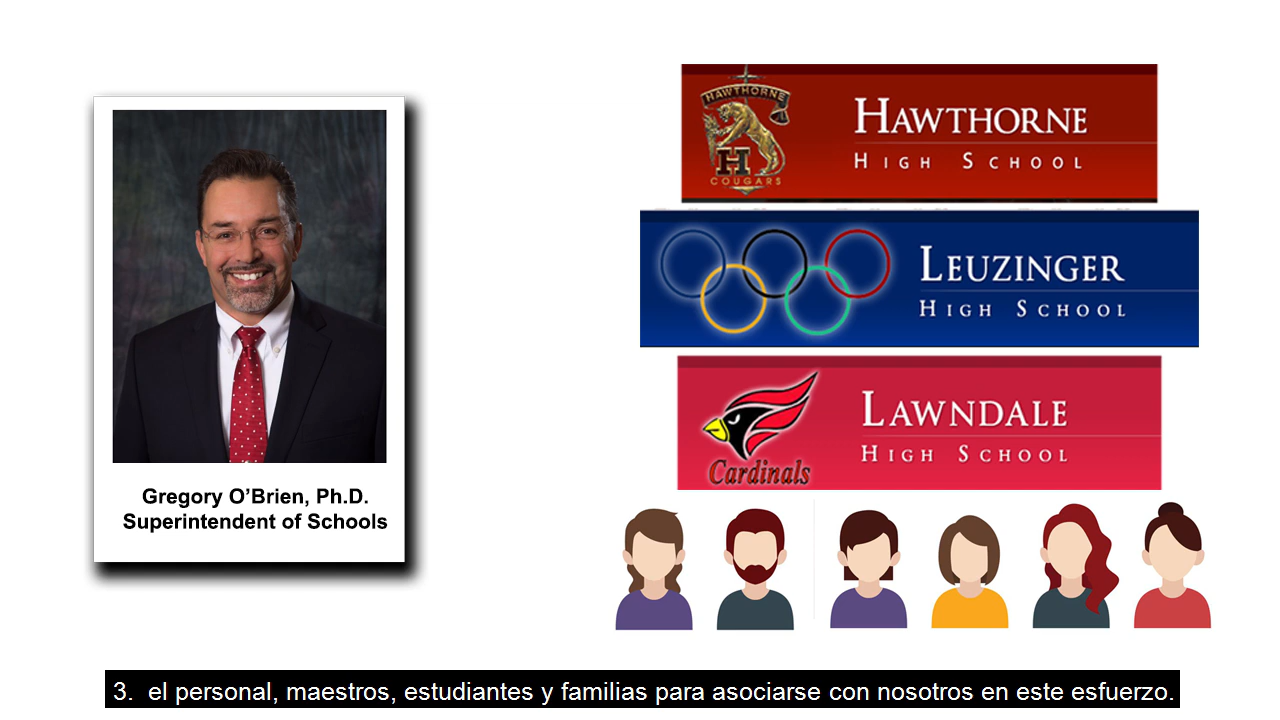 Gregory O’Brien, Ph.D.
Superintendent of Schools
HAWTHORNE
H
COUGARS
HAWTHORNE
HIGH SCHOOL
LEUZINGER
HIGH SCHOOL
Cardinals
LAWNDALE
HIGH SCHOOL
3. el personal, maestros, estudiantes y familias para asociarse con nosotros en este esfuerzo.